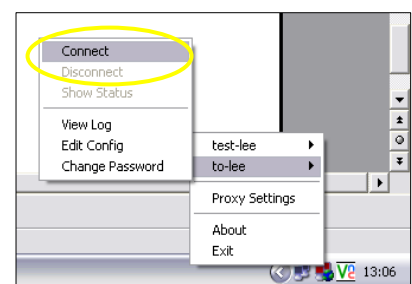 Connect
Disconnect
Show Status
View Log
Edit Config
Change Password
test-lee
to-lee
Proxy Settings
About
Exit
13:06